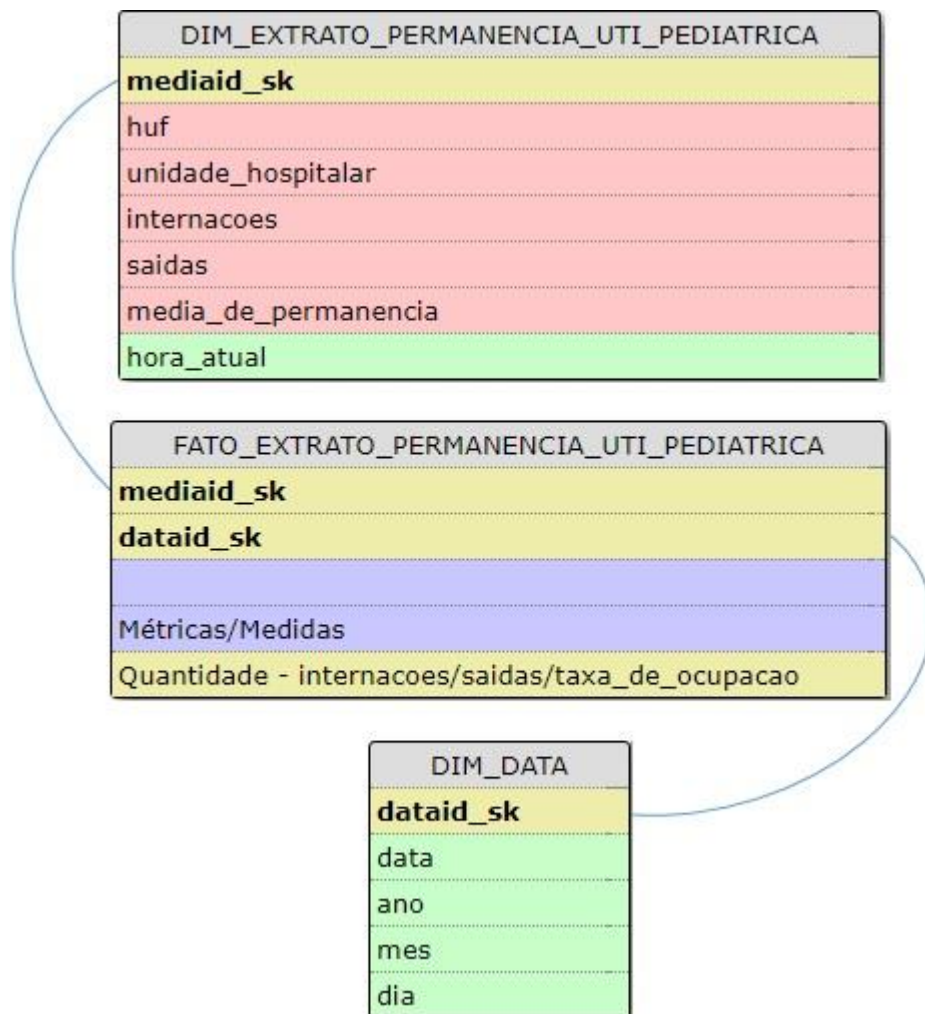 DIM_EXTRATO_PERMANENCIA_UTI_PEDIATRICA
mediaid_sk
huf
unidade_hospitalar
internacoes
saidas
media_de_permanencia
hora_atual
FATO_EXTRATO_PERMANENCIA_UTI_PEDIATRICA
mediaid_sk
dataid_sk
Métricas/Medidas
Quantidade - internacoes/saidas/taxa_de_ocupacao
DIM_DATA
dataid_sk
data
ano
mes
dia